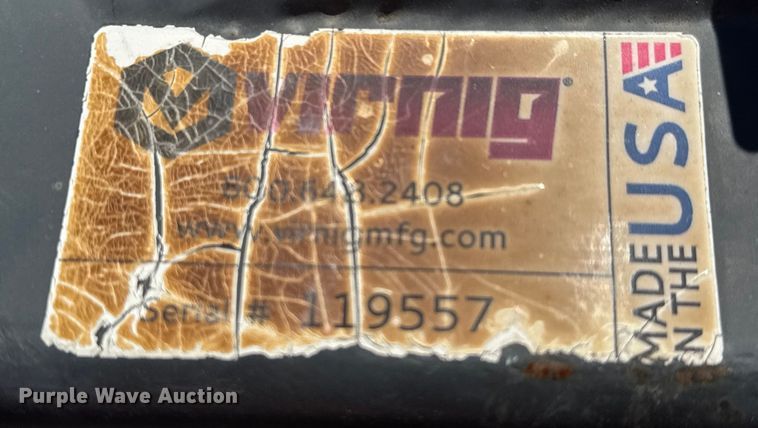 virnig®
800.648.2408
www.virnigmfg.com
Serial # 119557
MADE
IN THE
USA
Purple Wave Auction